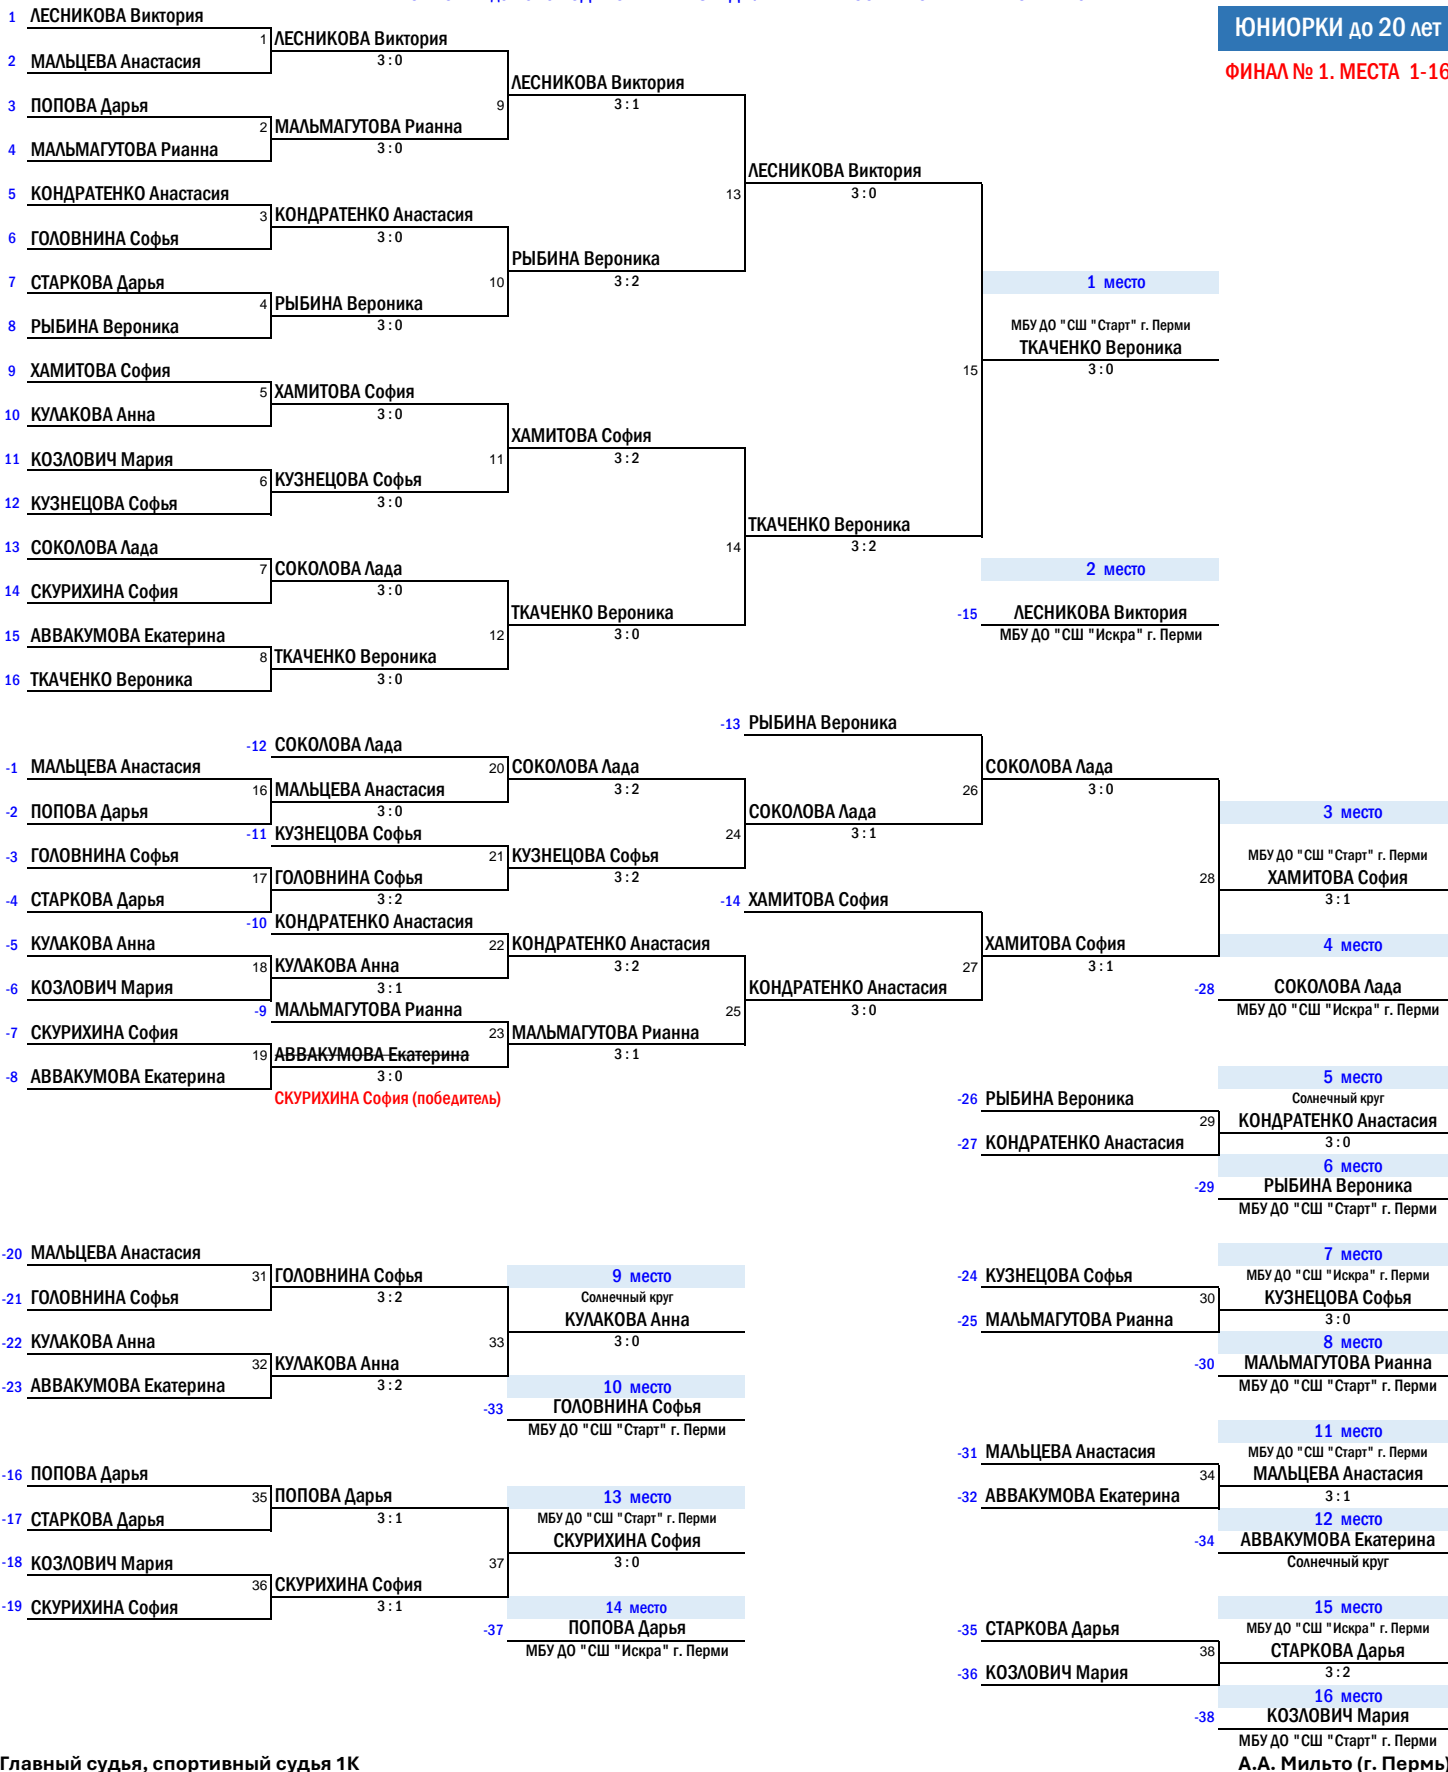 ЮНИОРКИ до 20 лет
ФИНАЛ № 1. МЕСТА 1-16
1 ЛЕСНИКОВА Виктория
1 ЛЕСНИКОВА Виктория
2 МАЛЬЦЕВА Анастасия
3 : 0
ЛЕСНИКОВА Виктория
3 ПОПОВА Дарья
9
3 : 1
2 МАЛЬМАГУТОВА Рианна
4 МАЛЬМАГУТОВА Рианна
3 : 0
ЛЕСНИКОВА Виктория
5 КОНДРАТЕНКО Анастасия
13
3 : 0
3 КОНДРАТЕНКО Анастасия
6 ГОЛОВНИНА Софья
3 : 0
РЫБИНА Вероника
7 СТАРКОВА Дарья
10
3 : 2
1 место
4 РЫБИНА Вероника
8 РЫБИНА Вероника
3 : 0
МБУ ДО "СШ "Старт" г. Перми
ТКАЧЕНКО Вероника
9 ХАМИТОВА София
15
3 : 0
5 ХАМИТОВА София
10 КУЛАКОВА Анна
3 : 0
ХАМИТОВА София
11 КОЗЛОВИЧ Мария
11
3 : 2
6 КУЗНЕЦОВА Софья
12 КУЗНЕЦОВА Софья
3 : 0
ТКАЧЕНКО Вероника
13 СОКОЛОВА Лада
14
3 : 2
7 СОКОЛОВА Лада
2 место
14 СКУРИХИНА София
3 : 0
ТКАЧЕНКО Вероника
-15 ЛЕСНИКОВА Виктория
15 АВВАКУМОВА Екатерина
12
3 : 0
МБУ ДО "СШ "Искра" г. Перми
8 ТКАЧЕНКО Вероника
16 ТКАЧЕНКО Вероника
3 : 0
-13 РЫБИНА Вероника
-12 СОКОЛОВА Лада
-1 МАЛЬЦЕВА Анастасия
20 СОКОЛОВА Лада
СОКОЛОВА Лада
16 МАЛЬЦЕВА Анастасия
3 : 2
26
3 : 0
-2 ПОПОВА Дарья
3 : 0
СОКОЛОВА Лада
3 место
-11 КУЗНЕЦОВА Софья
24
3 : 1
-3 ГОЛОВНИНА Софья
21 КУЗНЕЦОВА Софья
МБУ ДО "СШ "Старт" г. Перми
17 ГОЛОВНИНА Софья
3 : 2
28
ХАМИТОВА София
-4 СТАРКОВА Дарья
3 : 2
-14 ХАМИТОВА София
3 : 1
-10 КОНДРАТЕНКО Анастасия
-5 КУЛАКОВА Анна
22 КОНДРАТЕНКО Анастасия
ХАМИТОВА София
4 место
18 КУЛАКОВА Анна
3 : 2
27
3 : 1
-6 КОЗЛОВИЧ Мария
3 : 1
КОНДРАТЕНКО Анастасия
-28 СОКОЛОВА Лада
-9 МАЛЬМАГУТОВА Рианна
25
3 : 0
МБУ ДО "СШ "Искра" г. Перми
-7 СКУРИХИНА София
23 МАЛЬМАГУТОВА Рианна
19 АВВАКУМОВА Екатерина
3 : 1
-8 АВВАКУМОВА Екатерина
3 : 0
5 место
СКУРИХИНА София (победитель)
-26 РЫБИНА Вероника
Солнечный круг
29 КОНДРАТЕНКО Анастасия
-27 КОНДРАТЕНКО Анастасия
3 : 0
6 место
-29 РЫБИНА Вероника
МБУ ДО "СШ "Старт" г. Перми
-20 МАЛЬЦЕВА Анастасия
7 место
31 ГОЛОВНИНА Софья
9 место
-24 КУЗНЕЦОВА Софья
МБУ ДО "СШ "Искра" г. Перми
-21 ГОЛОВНИНА Софья
3 : 2
Солнечный круг
30 КУЗНЕЦОВА Софья
КУЛАКОВА Анна
-25 МАЛЬМАГУТОВА Рианна
3 : 0
-22 КУЛАКОВА Анна
33
3 : 0
8 место
32 КУЛАКОВА Анна
-30 МАЛЬМАГУТОВА Рианна
-23 АВВАКУМОВА Екатерина
3 : 2
10 место
МБУ ДО "СШ "Старт" г. Перми
-33 ГОЛОВНИНА Софья
МБУ ДО "СШ "Старт" г. Перми
11 место
-31 МАЛЬЦЕВА Анастасия
МБУ ДО "СШ "Старт" г. Перми
-16 ПОПОВА Дарья
34 МАЛЬЦЕВА Анастасия
35 ПОПОВА Дарья
13 место
-32 АВВАКУМОВА Екатерина
3 : 1
-17 СТАРКОВА Дарья
3 : 1
МБУ ДО "СШ "Старт" г. Перми
12 место
СКУРИХИНА София
-34 АВВАКУМОВА Екатерина
-18 КОЗЛОВИЧ Мария
37
3 : 0
Солнечный круг
36 СКУРИХИНА София
-19 СКУРИХИНА София
3 : 1
14 место
15 место
-37 ПОПОВА Дарья
-35 СТАРКОВА Дарья
МБУ ДО "СШ "Искра" г. Перми
МБУ ДО "СШ "Искра" г. Перми
38 СТАРКОВА Дарья
-36 КОЗЛОВИЧ Мария
3 : 2
16 место
-38 КОЗЛОВИЧ Мария
МБУ ДО "СШ "Старт" г. Перми
Главный судья, спортивный судья 1К
А.А. Мильто (г. Пермь)